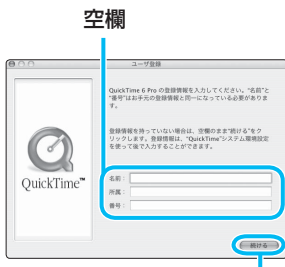 空欄
ユーザ登録
QuickTime 6 Pro の登録情報を入力してください。"名前"と
"番号"はお手元の登録情報と同一になっている必要がありま
す。
登録情報を持っていない場合は、空欄のまま"続ける"をク
リックします。登録情報は、"QuickTime"システム環境設定
を使って後で入力することができます。
QuickTime™
名前：
所属：
番号：
続ける